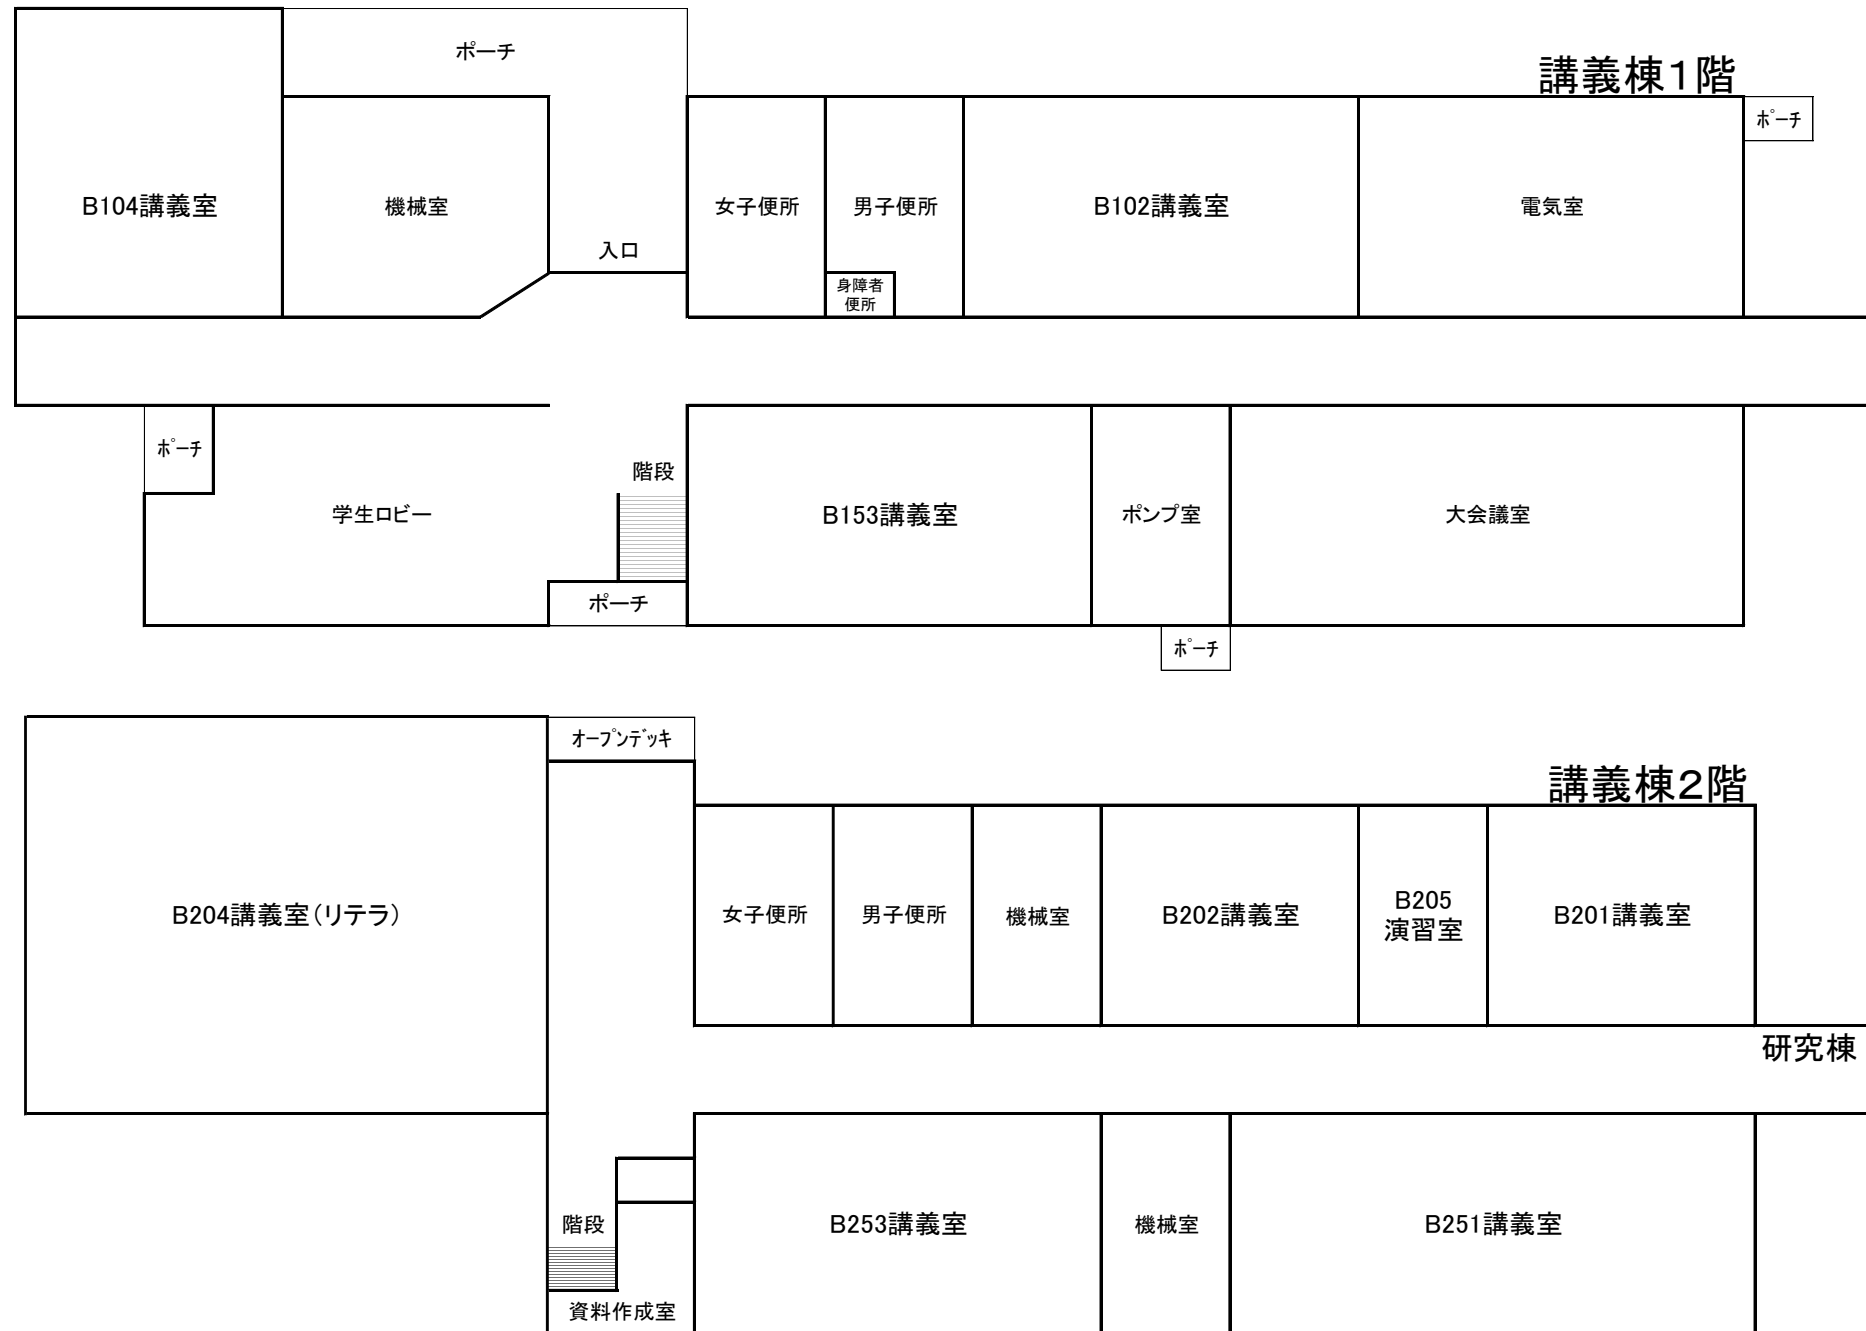 ポーチ
講義棟1階
ポーチ
B104講義室
機械室
女子便所
男子便所
B102講義室
電気室
入口
身障者
便所
ポーチ
階段
学生ロビー
B153講義室
ポンプ室
大会議室
ポーチ
ポーチ
オープンデッキ
講義棟2階
B204講義室(リテラ)
女子便所
男子便所
機械室
B202講義室
B205
演習室
B201講義室
研究棟
階段
B253講義室
機械室
B251講義室
資料作成室